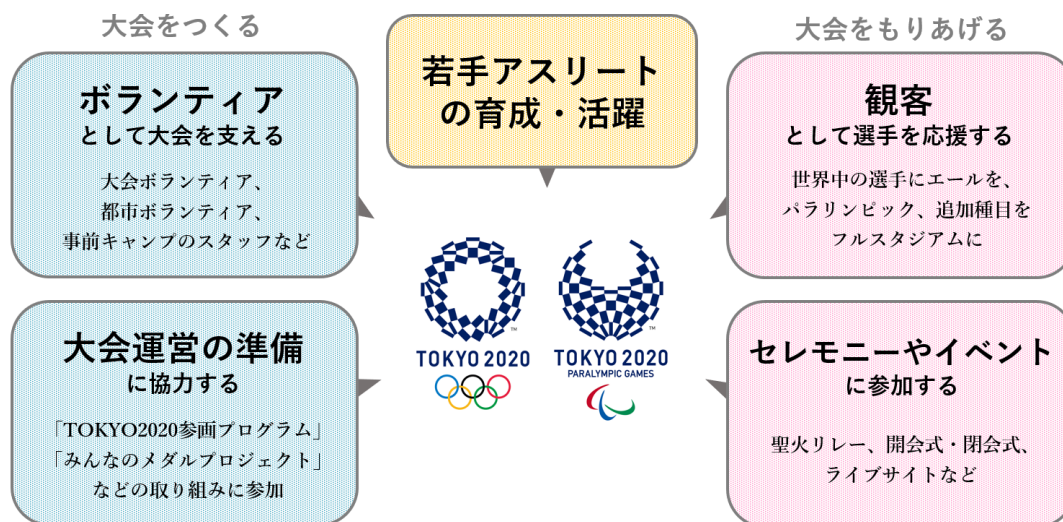 大会をつくる
ボランティア
として大会を支える
大会ボランティア、
都市ボランティア、
事前キャンプのスタッフなど
大会運営の準備
に協力する
「TOKYO2020参画プログラム」
「みんなのメダルプロジェクト」
などの取り組みに参加
若手アスリート
の育成・活躍
TM
TOKYO 2020
TM
TOKYO 2020
PARALYMPIC GAMES
大会をもりあげる
観客
として選手を応援する
世界中の選手にエールを、
パラリンピック、追加種目を
フルスタジアムに
セレモニーやイベント
に参加する
聖火リレー、開会式・閉会式、
ライブサイトなど